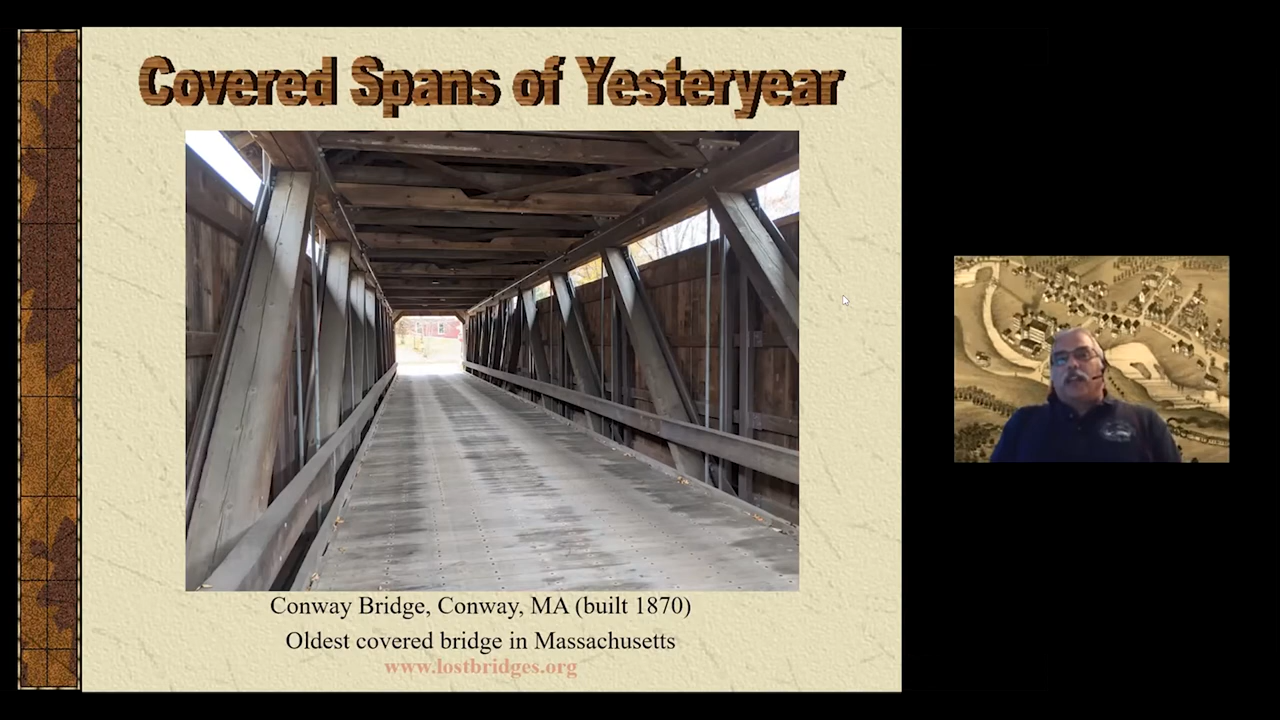 Covered Spans of Yesteryear
Conway Bridge, Conway, MA (built 1870)
Oldest covered bridge in Massachusetts
www.lostbridges.org